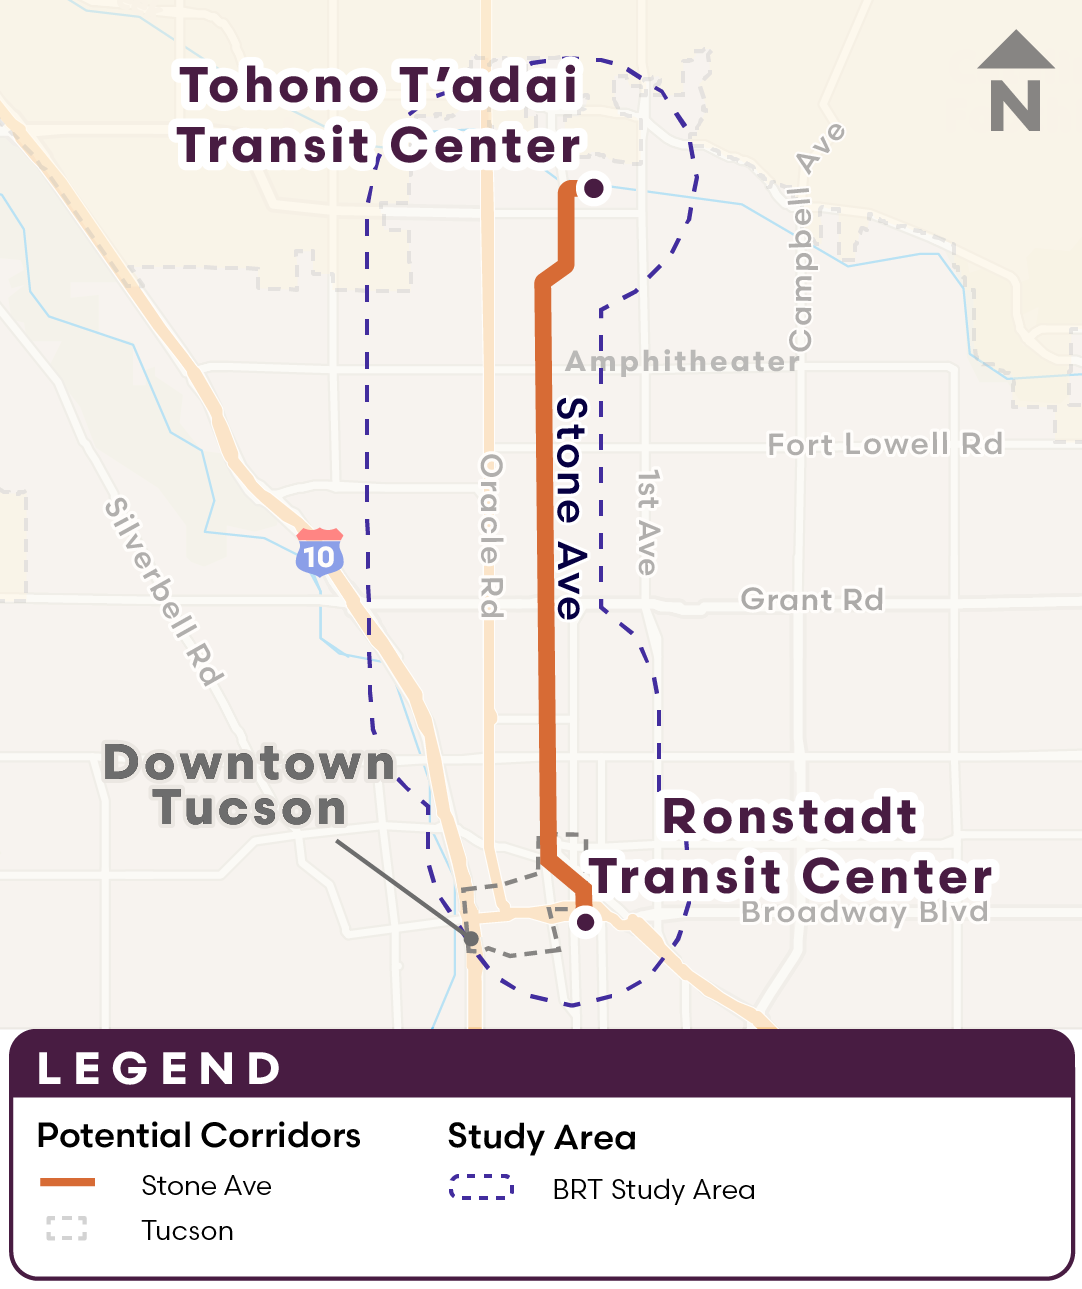 Tohono T’adai
Transit Center
N
Campbell Ave
Amphitheater
Stone Ave
Fort Lowell Rd
Oracle Rd
1st Ave
Silverbell Rd
10
Grant Rd
Downtown
Tucson
Ronstadt
Transit Center
Broadway Blvd
LEGEND
Potential Corridors
Stone Ave
Tucson
Study Area
BRT Study Area